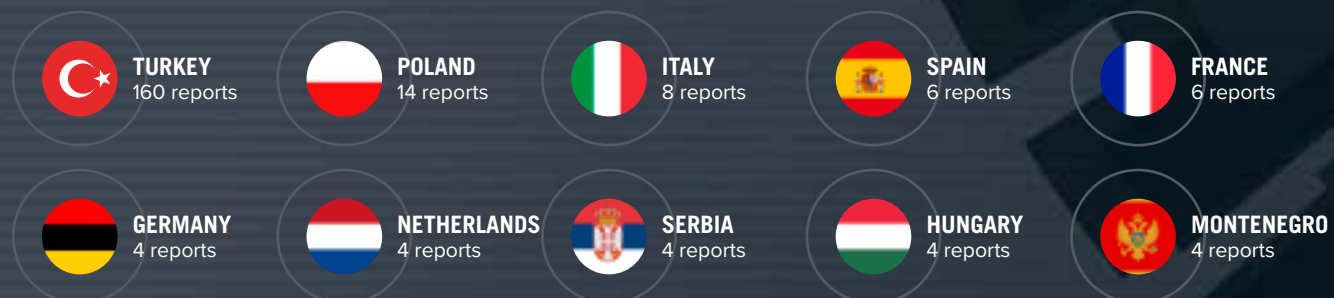 TURKEY
160 reports
POLAND
14 reports
ITALY
8 reports
SPAIN
6 reports
FRANCE
6 reports
GERMANY
4 reports
NETHERLANDS
4 reports
SERBIA
4 reports
HUNGARY
4 reports
MONTENEGRO
4 reports